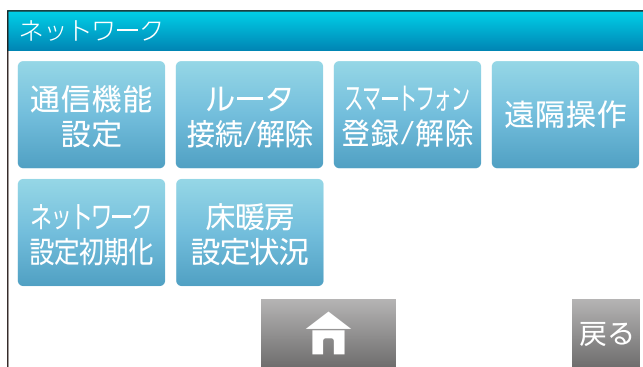 ネットワーク
通信機能
設定
ルータ
接続/解除
スマートフォン
登録/解除
遠隔操作
ネットワーク
設定初期化
床暖房
設定状況
戻る